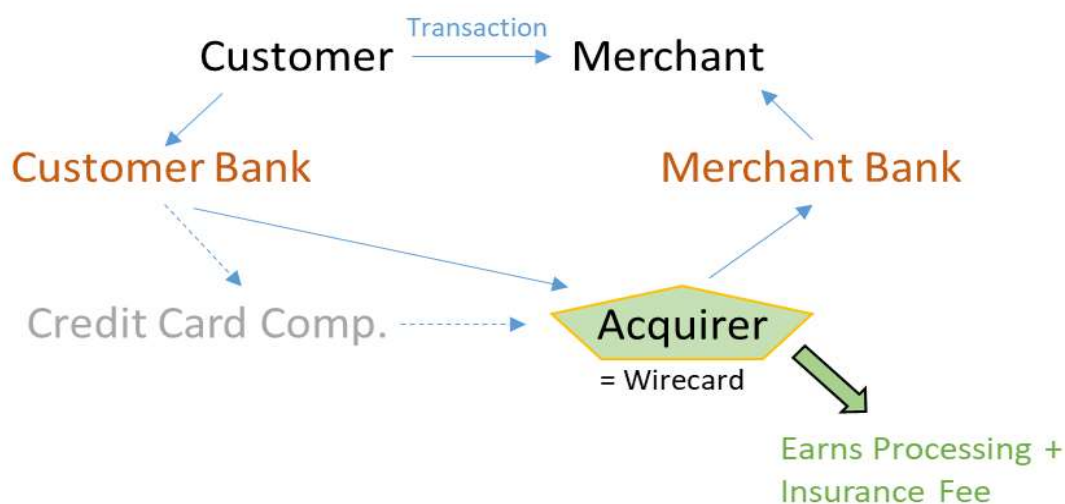 Transaction
Customer
Merchant
Customer Bank
Merchant Bank
Credit Card Comp.
Acquirer
= Wirecard
Earns Processing +
Insurance Fee